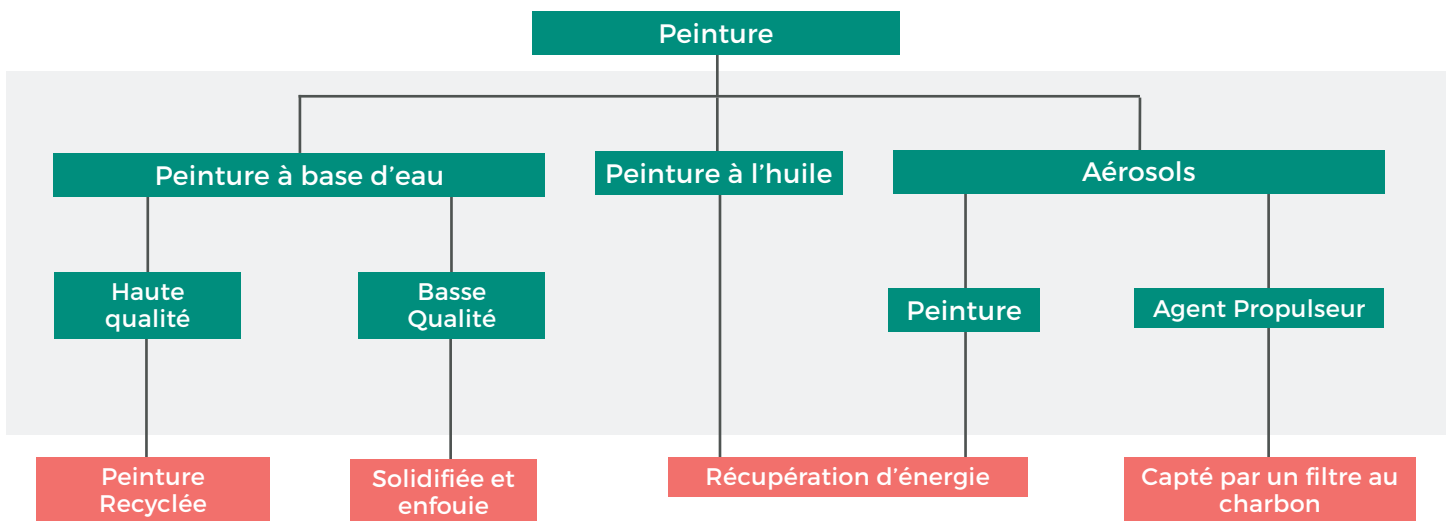 Peinture
Peinture à base d'eau
Peinture à l'huile
Aérosols
Haute
qualité
Basse
Qualité
Peinture
Agent Propulseur
Peinture
Recyclée
Solidifiée et
enfouie
Récupération d'énergie
Capté par un filtre au
charbon